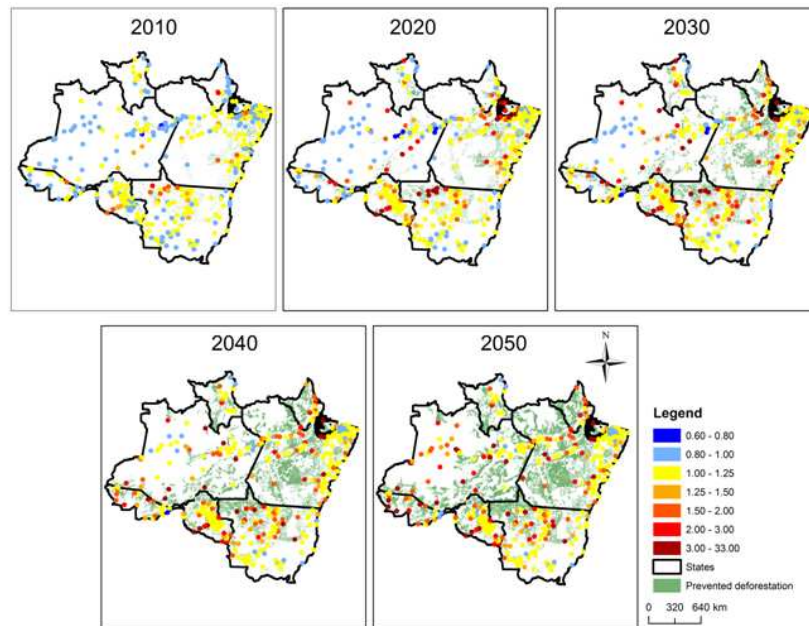 2010
2020
2030
2040
2050
N
Legend
0.60 - 0.80
0.80 - 1.00
1.00 - 1.25
1.25 - 1.50
1.50 - 2.00
2.00 - 3.00
3.00 - 33.00
States
Prevented deforestation
0 320 640 km